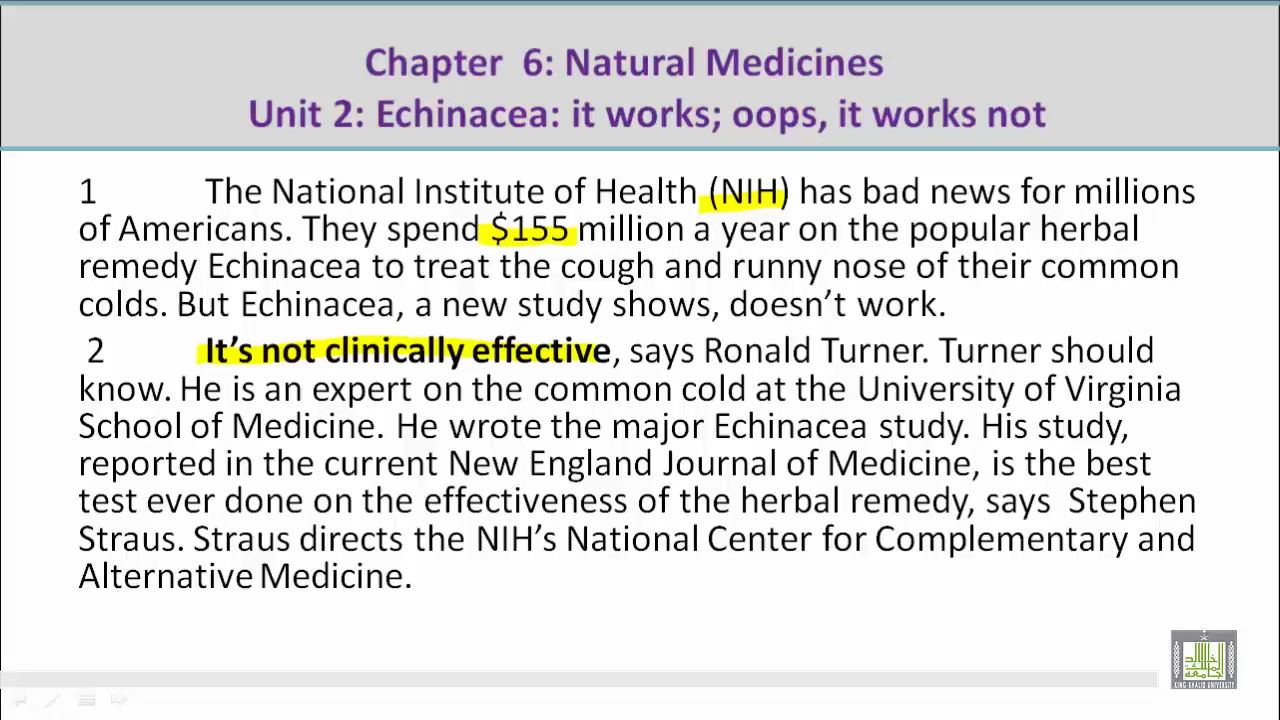 Chapter 6: Natural Medicines
Unit 2: Echinacea: it works; oops, it works not
1 The National Institute of Health (NIH) has bad news for millions
of Americans. They spend $155 million a year on the popular herbal
remedy Echinacea to treat the cough and runny nose of their common
colds. But Echinacea, a new study shows, doesn't work.
2 It's not clinically effective, says Ronald Turner. Turner should
know. He is an expert on the common cold at the University of Virginia
School of Medicine. He wrote the major Echinacea study. His study,
reported in the current New England Journal of Medicine, is the best
test ever done on the effectiveness of the herbal remedy, says Stephen
Straus. Straus directs the NIH's National Center for Complementary and
Alternative Medicine.
KING KHALID UNIVERSITY